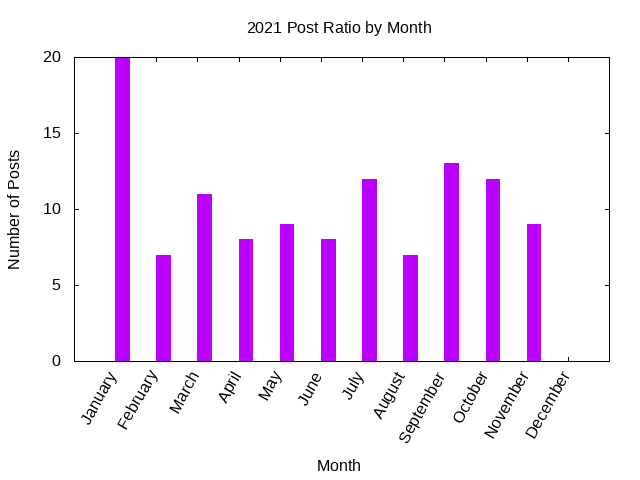 2021 Post Ratio by Month
20
15
10
5
0
Number of Posts
January
February
March
April
May
June
July
August
September
October
November
December
Month